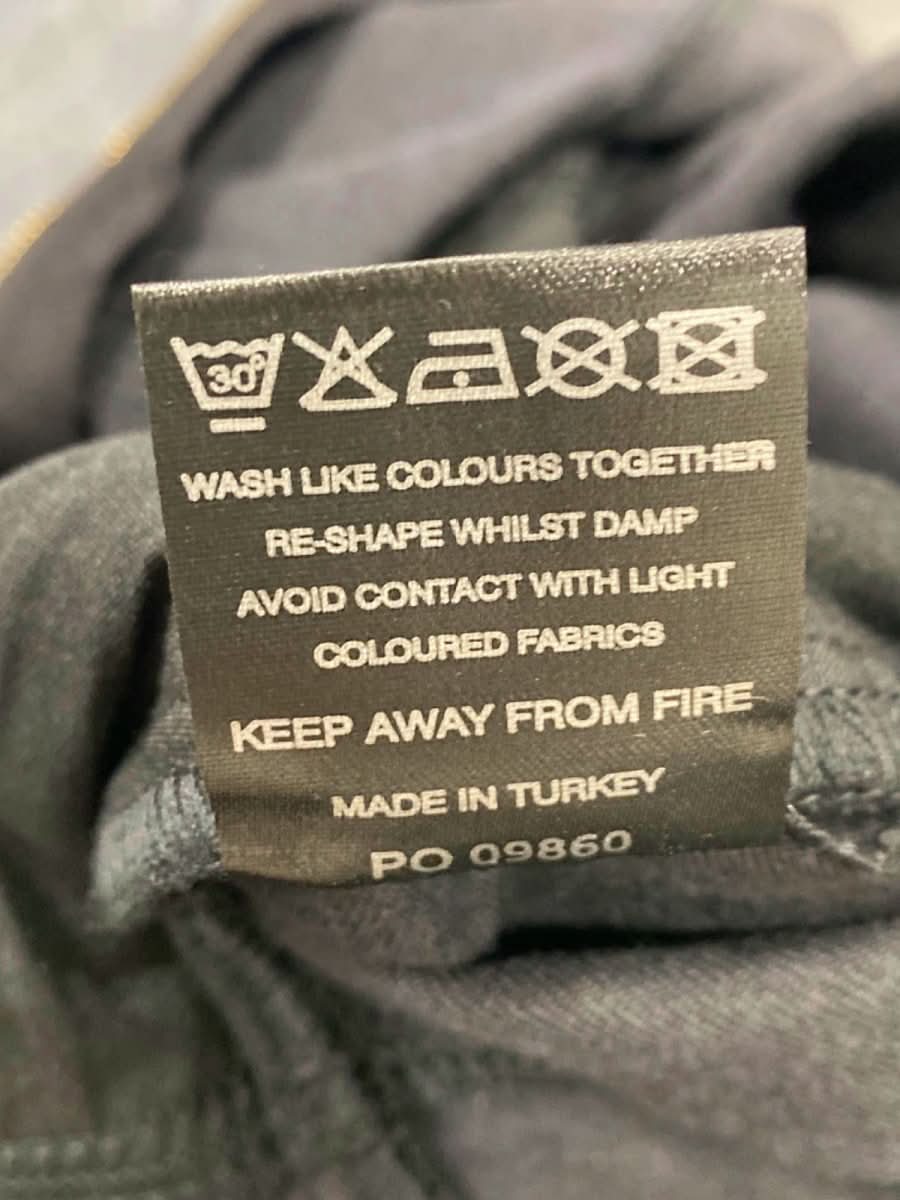 30°
WASH LIKE COLOURS TOGETHER
RE-SHAPE WHILST DAMP
AVOID CONTACT WITH LIGHT
COLOURED FABRICS
KEEP AWAY FROM FIRE
MADE IN TURKEY
PO 09860